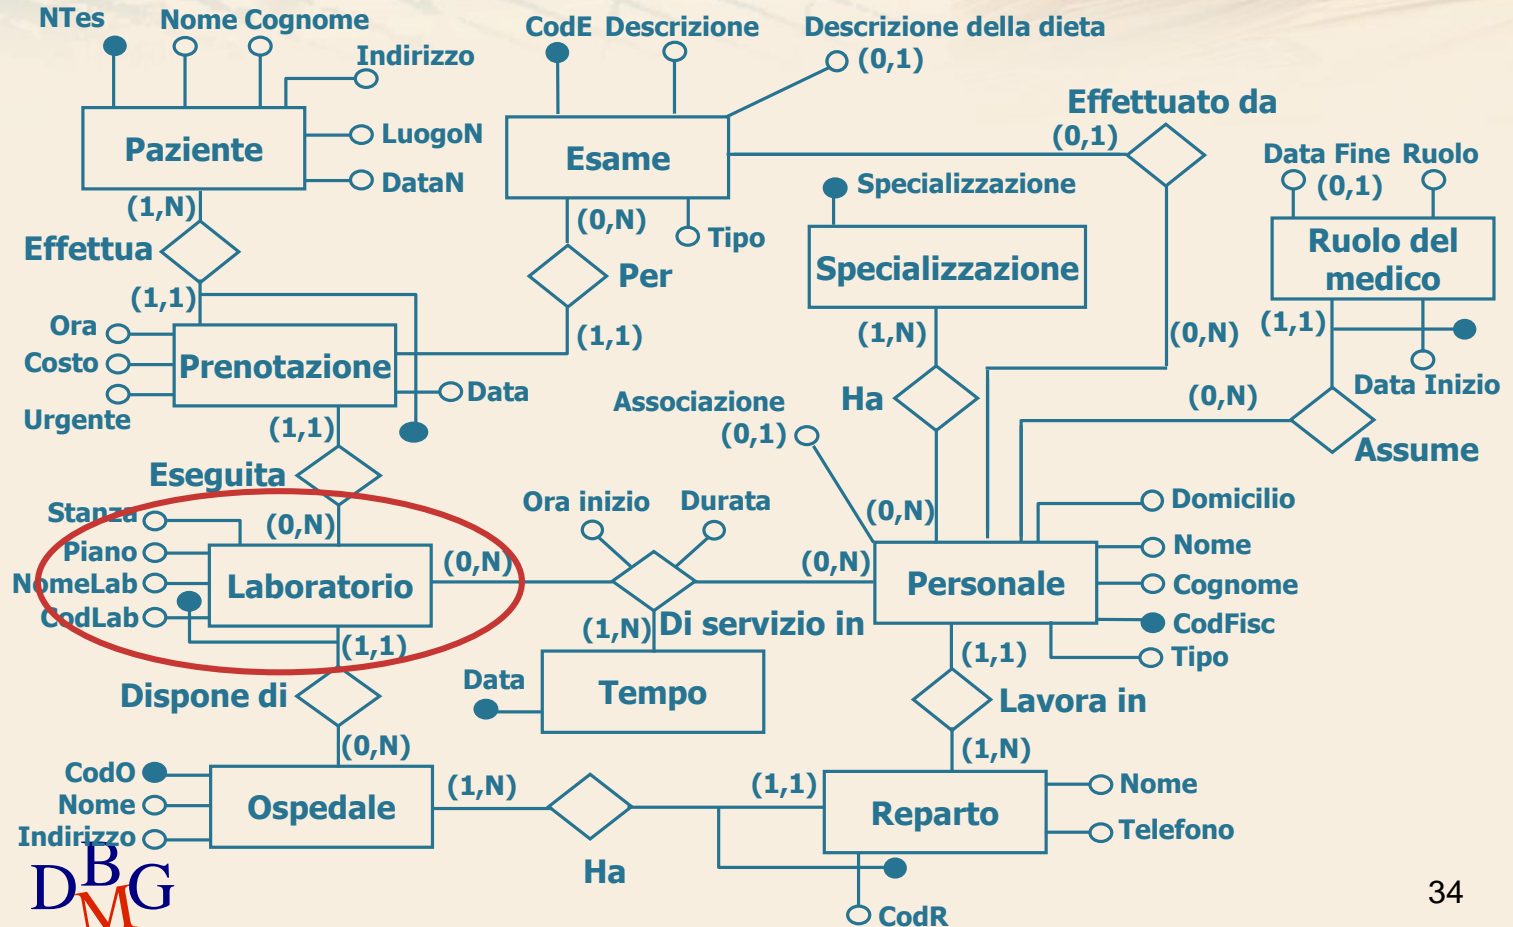 NTes Nome Cognome
Indirizzo
LuogoN
DataN
Paziente
(1,N)
Effettua
(1,1)
CodE Descrizione
Descrizione della dieta
(0,1)
Esame
(0,N)
Tipo
Per
(1,1)
Effettuato da
(0,1)
(0,N)
Data Fine Ruolo
(0,1)
Ruolo del
medico
(1,1)
Data Inizio
(0,N)
Assume
Specializzazione
Specializzazione
(1,N)
Ha
(0,N)
Ora
Costo
Urgente
Prenotazione
Data
(1,1)
Eseguita
(0,N)
Stanza
Piano
NomeLab
CodLab
Laboratorio
(0,N)
(1,1)
Dispone di
(0,N)
Associazione
(0,1)
Ora inizio
Durata
(0,N)
Di servizio in
(1,N)
Data
Tempo
Personale
Domicilio
Nome
Cognome
CodFisc
Tipo
(1,1)
Lavora in
(1,N)
CodO
Nome
Indirizzo
Ospedale
(1,N)
Ha
(1,1)
Reparto
Nome
Telefono
CodR
DBMG
34